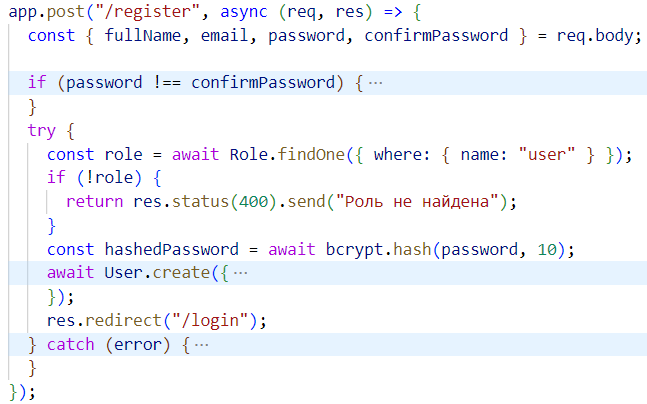 app.post("/register", async (req, res) => {
const { fullName, email, password, confirmPassword } = req.body;
if (password !== confirmPassword) {···
}
try {
const role = await Role.findOne({ where: { name: "user" } });
if (!role) {
return res.status(400).send("Роль не найдена");
}
const hashedPassword = await bcrypt.hash(password, 10);
await User.create({···
});
res.redirect("/login");
} catch (error) {···
}
});